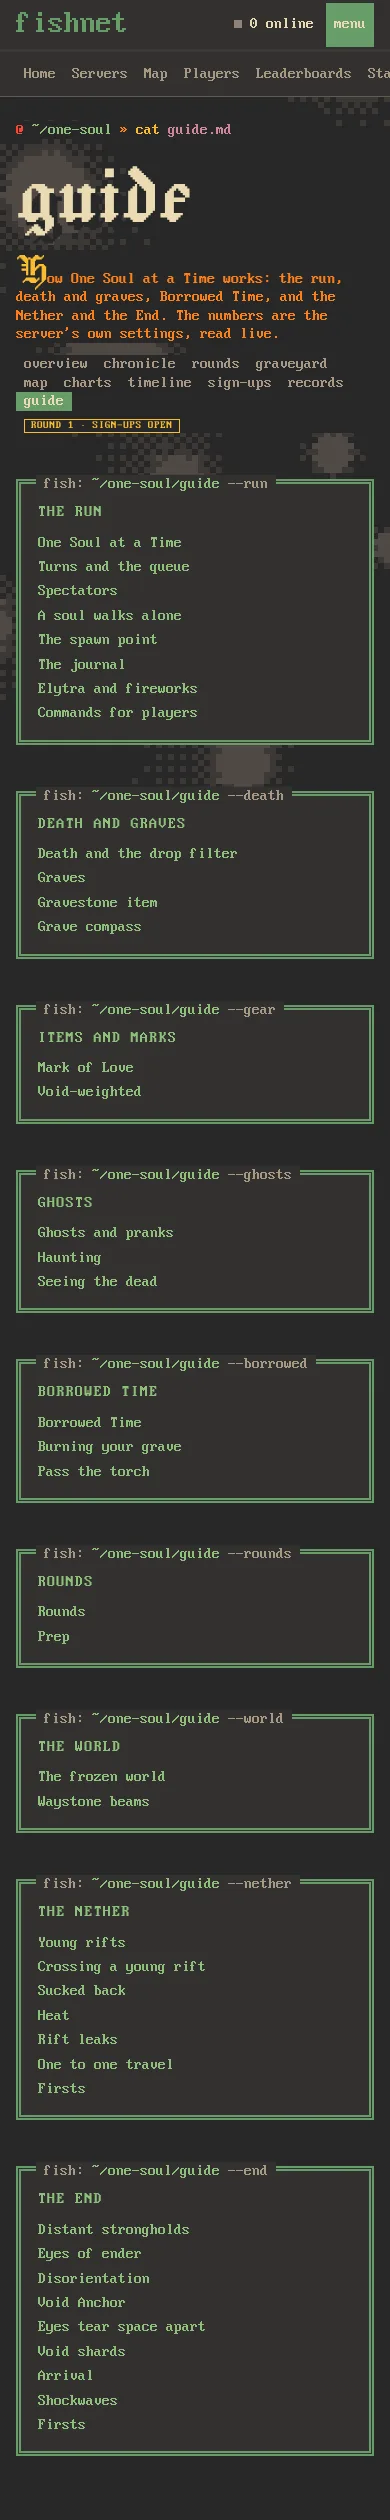 fishnet
0 online
menu
Home Servers Map Players Leaderboards Sta
@ ~/one-soul » cat guide.md
guide
How One Soul at a Time works: the run,
death and graves, Borrowed Time, and the
Nether and the End. The numbers are the
server's own settings, read live.
overview chronicle rounds graveyard
map charts timeline sign-ups records
guide
ROUND 1 · SIGN-UPS OPEN
fish: ~/one-soul/guide --run
THE RUN
One Soul at a Time
Turns and the queue
Spectators
A soul walks alone
The spawn point
The journal
Elytra and fireworks
Commands for players
fish: ~/one-soul/guide --death
DEATH AND GRAVES
Death and the drop filter
Graves
Gravestone item
Grave compass
fish: ~/one-soul/guide --gear
ITEMS AND MARKS
Mark of Love
Void-weighted
fish: ~/one-soul/guide --ghosts
GHOSTS
Ghosts and pranks
Haunting
Seeing the dead
fish: ~/one-soul/guide --borrowed
BORROWED TIME
Borrowed Time
Burning your grave
Pass the torch
fish: ~/one-soul/guide --rounds
ROUNDS
Rounds
Prep
fish: ~/one-soul/guide --world
THE WORLD
The frozen world
Waystone beams
fish: ~/one-soul/guide --nether
THE NETHER
Young rifts
Crossing a young rift
Sucked back
Heat
Rift leaks
One to one travel
Firsts
fish: ~/one-soul/guide --end
THE END
Distant strongholds
Eyes of ender
Disorientation
Void Anchor
Eyes tear space apart
Void shards
Arrival
Shockwaves
Firsts